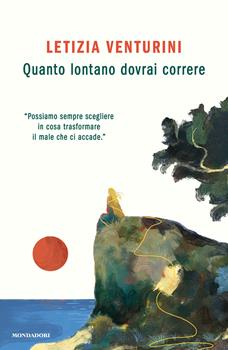 LETIZIA VENTURINI
Quanto lontano dovrai correre
"Possiamo sempre scegliere
in cosa trasformare
il male che ci accade."
MONDADORI